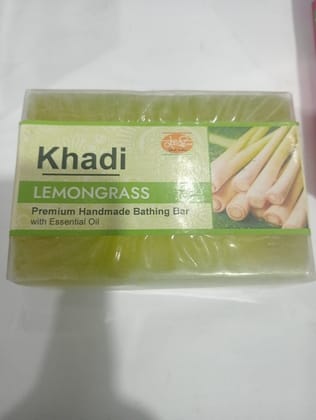 Khadi
LEMONGRASS
Premium Handmade Bathing Bar
with Essential Oil